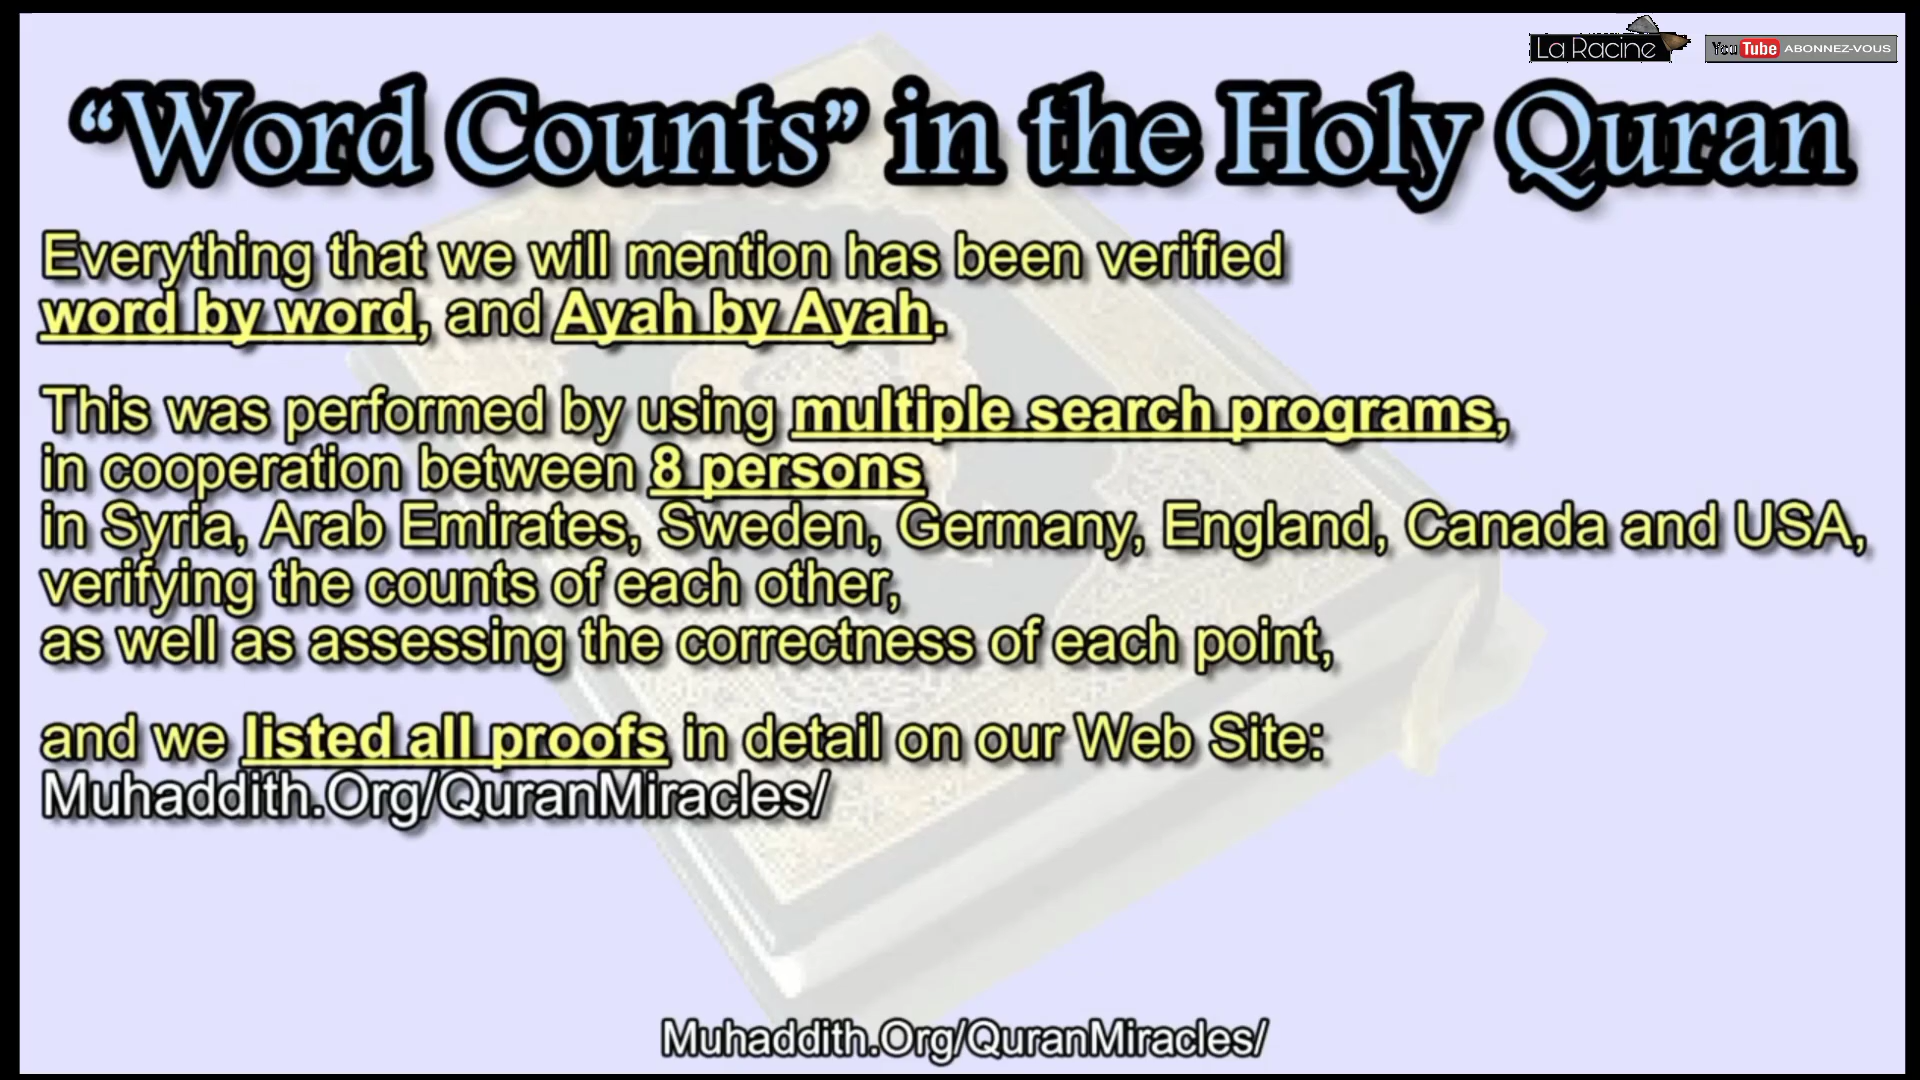 La Racine
YouTube ABONNEZ-VOUS
“Word Counts” in the Holy Quran
Everything that we will mention has been verified
word by word, and Ayah by Ayah.
This was performed by using multiple search programs,
in cooperation between 8 persons
in Syria, Arab Emirates, Sweden, Germany, England, Canada and USA,
verifying the counts of each other,
as well as assessing the correctness of each point,
and we listed all proofs in detail on our Web Site:
Muhaddith.Org/QuranMiracles/
Muhaddith.Org/QuranMiracles/